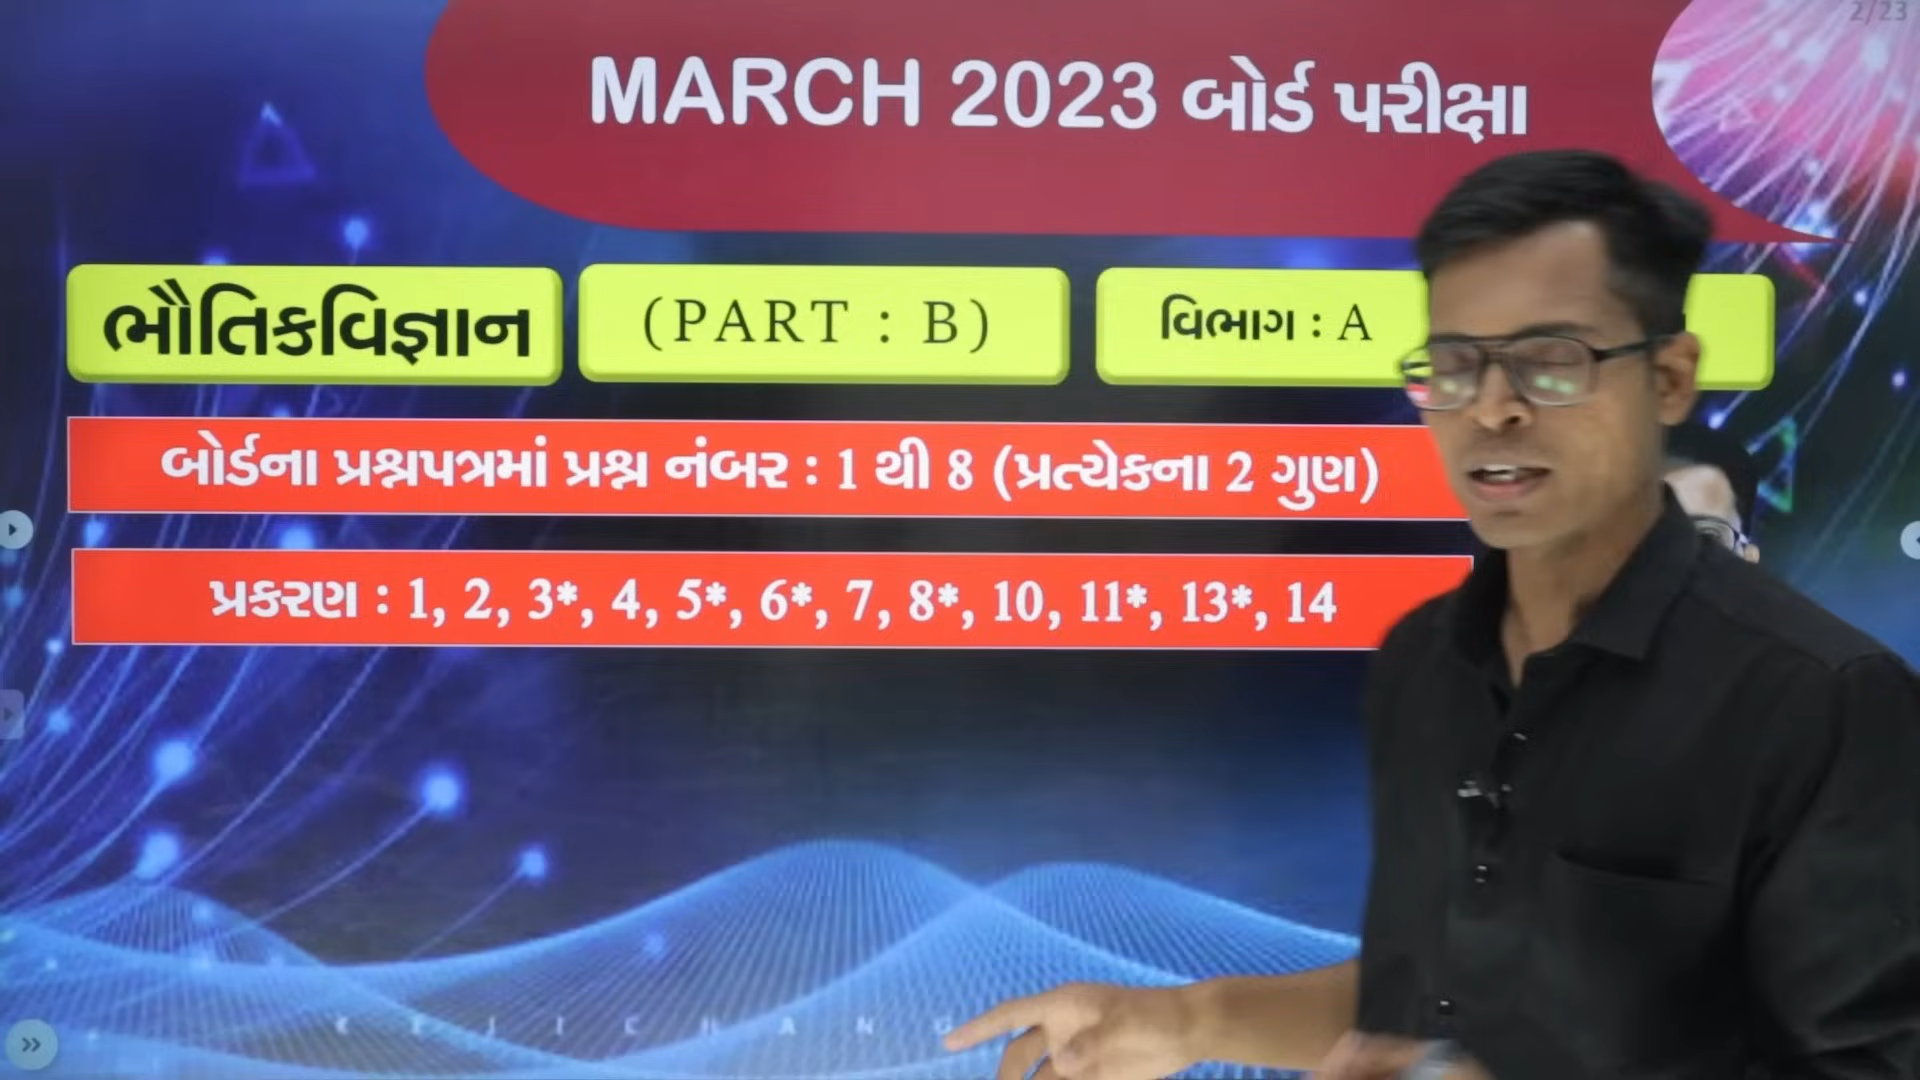 2/23
MARCH 2023 બોર્ડ પરીક્ષા
ભૌતિકવિજ્ઞાન
(PART : B)
વિભાગ : A
બોર્ડના પ્રશ્નપત્રમાં પ્રશ્ન નંબર : 1 થી 8 (પ્રત્યેકના 2 ગુણ)
પ્રકરણ : 1, 2, 3*, 4, 5*, 6*, 7, 8*, 10, 11*, 13*, 14